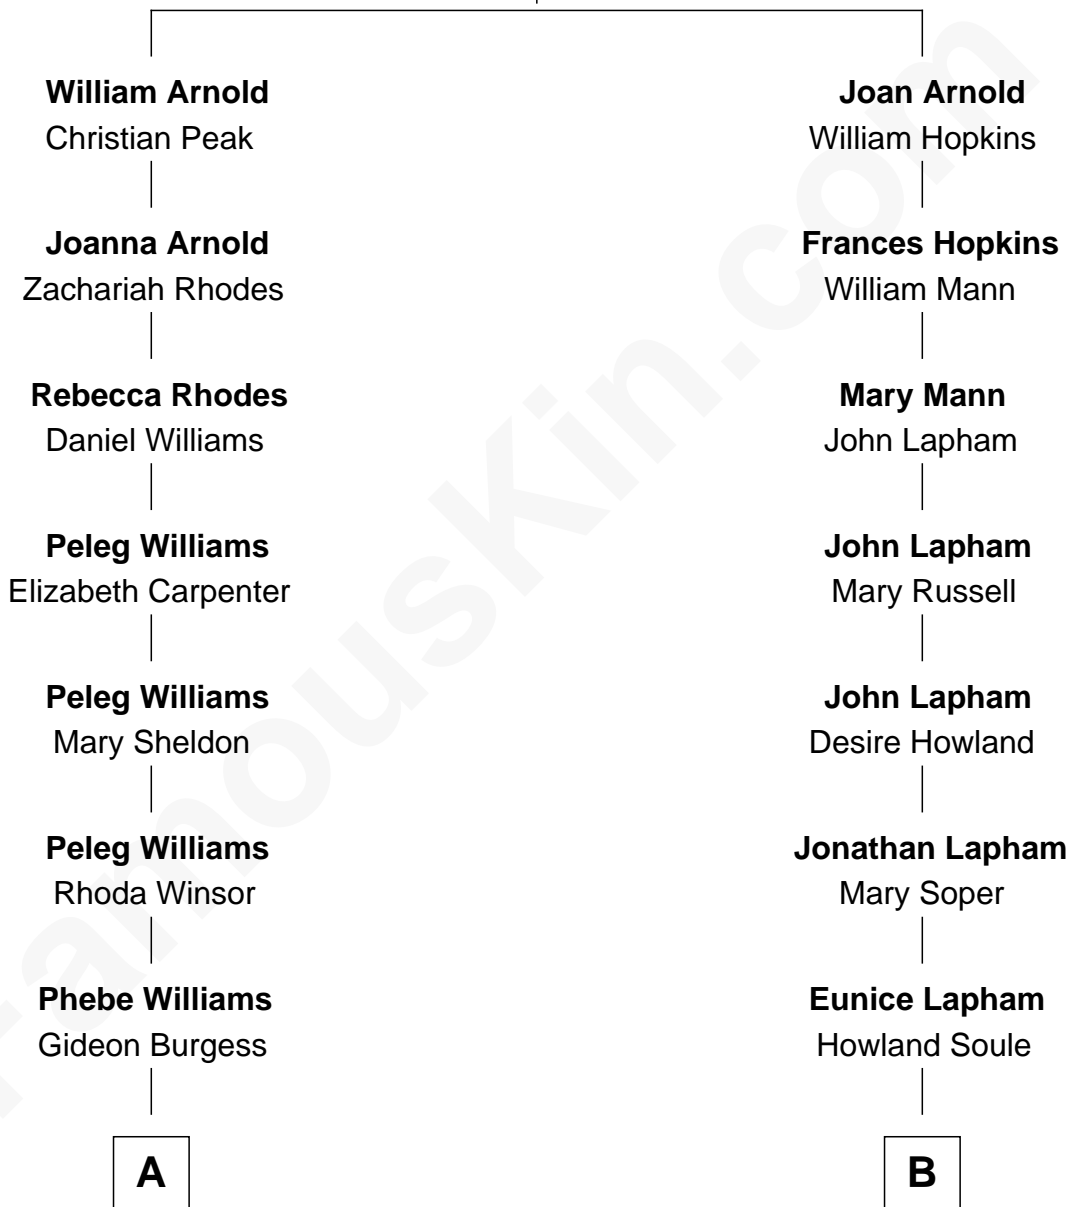 William Arnold
Christian Peak
Joan Arnold
William Hopkins
Joanna Arnold
Zachariah Rhodes
Frances Hopkins
William Mann
Rebecca Rhodes
Daniel Williams
Mary Mann
John Lapham
Peleg Williams
Elizabeth Carpenter
John Lapham
Mary Russell
Peleg Williams
Mary Sheldon
John Lapham
Desire Howland
Peleg Williams
Rhoda Winsor
Jonathan Lapham
Mary Soper
Phebe Williams
Gideon Burgess
Eunice Lapham
Howland Soule
A
B
FamousKin.com